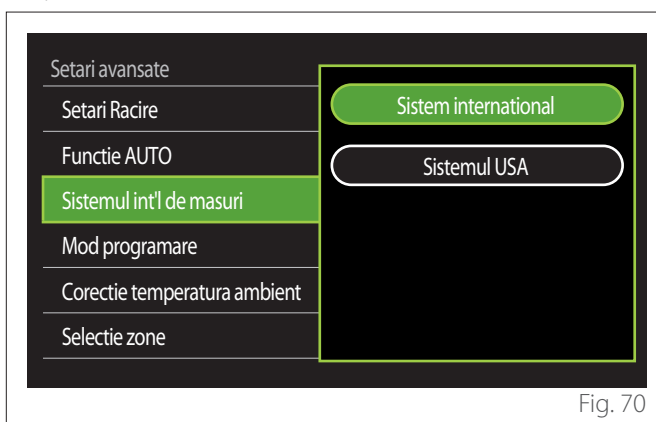 Setari avansate
Setari Racire
Functie AUTO
Sistemul int'l de masuri
Mod programare
Corectie temperatura ambient
Selectie zone
Sistem international
Sistemul USA
Fig. 70